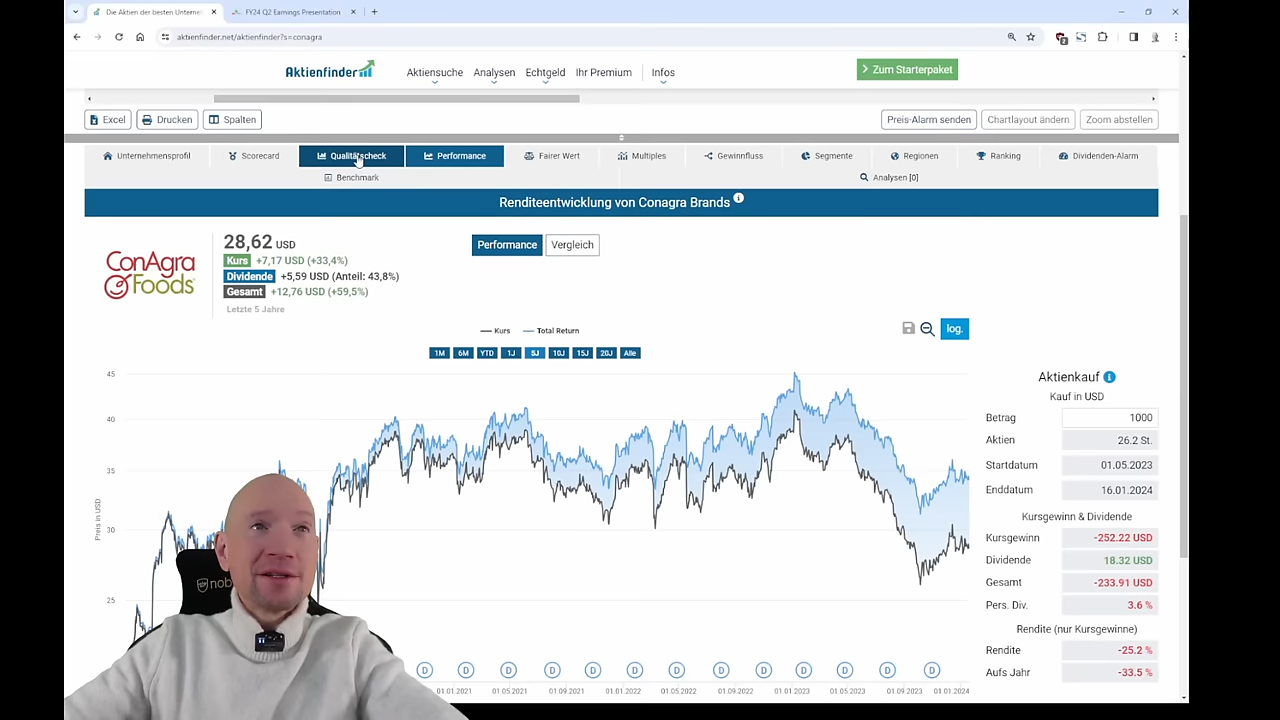 Die Aktien der besten Unterne
FY24 Q2 Earnings Presentation
aktienfinder.net/aktienfinder?s=conagra
Aktienfinder
Aktiensuche
Analysen
Echtgeld
Ihr Premium
Infos
Zum Starterpaket
Excel
Drucken
Spalten
Preis-Alarm senden
Chartlayout ändern
Zoom abstellen
Unternehmensprofil
Scorecard
Qualitätscheck
Performance
Fairer Wert
Multiples
Gewinnfluss
Segmente
Regionen
Ranking
Dividenden-Alarm
Benchmark
Analysen [0]
Renditeentwicklung von Conagra Brands
ConAgra
Foods
28,62 USD
Kurs +7,17 USD (+33,4%)
Dividende +5,59 USD (Anteil: 43,8%)
Gesamt +12,76 USD (+59,5%)
Letzte 5 Jahre
Performance
Vergleich
Kurs
Total Return
log.
1M
6M
YTD
1J
5J
10J
15J
20J
Alle
45
40
35
30
25
Preis in USD
D D D D D D D D D D D D D
01.01.2021
01.05.2021
01.09.2021
01.01.2022
01.05.2022
01.09.2022
01.01.2023
01.05.2023
01.09.2023
01.01.2024
Aktienkauf
Kauf in USD
Betrag 1000
Aktien 26.2 St.
Startdatum 01.05.2023
Enddatum 16.01.2024
Kursgewinn & Dividende
Kursgewinn -252.22 USD
Dividende 18.32 USD
Gesamt -233.91 USD
Pers. Div. 3.6 %
Rendite (nur Kursgewinne)
Rendite -25.2 %
Aufs Jahr -33.5 %
nob